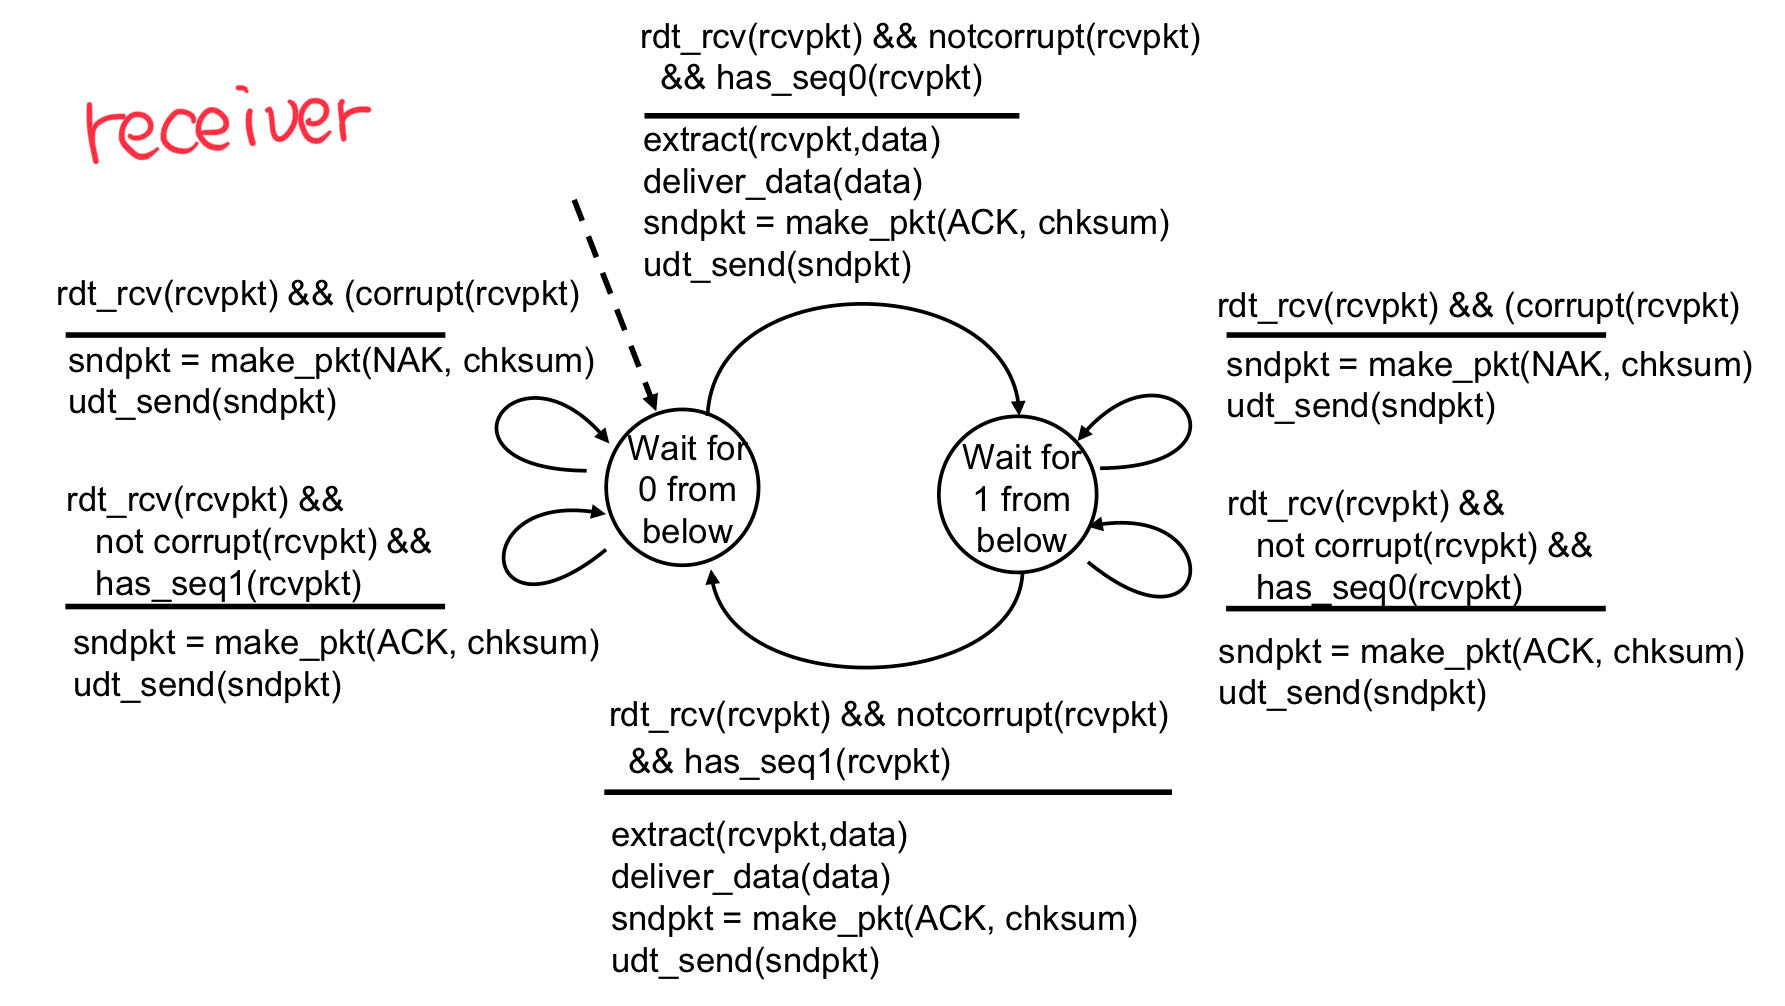 rdt_rcv(rcvpkt) && notcorrupt(rcvpkt)
&& has_seq0(rcvpkt)
extract(rcvpkt,data)
deliver_data(data)
sndpkt = make_pkt(ACK, chksum)
udt_send(sndpkt)
receiver
rdt_rcv(rcvpkt) && (corrupt(rcvpkt)
sndpkt = make_pkt(NAK, chksum)
udt_send(sndpkt)
rdt_rcv(rcvpkt) &&
not corrupt(rcvpkt) &&
has_seq1(rcvpkt)
sndpkt = make_pkt(ACK, chksum)
udt_send(sndpkt)
Wait for
0 from
below
Wait for
1 from
below
rdt_rcv(rcvpkt) && (corrupt(rcvpkt)
sndpkt = make_pkt(NAK, chksum)
udt_send(sndpkt)
rdt_rcv(rcvpkt) &&
not corrupt(rcvpkt) &&
has_seq0(rcvpkt)
sndpkt = make_pkt(ACK, chksum)
udt_send(sndpkt)
rdt_rcv(rcvpkt) && notcorrupt(rcvpkt)
&& has_seq1(rcvpkt)
extract(rcvpkt,data)
deliver_data(data)
sndpkt = make_pkt(ACK, chksum)
udt_send(sndpkt)